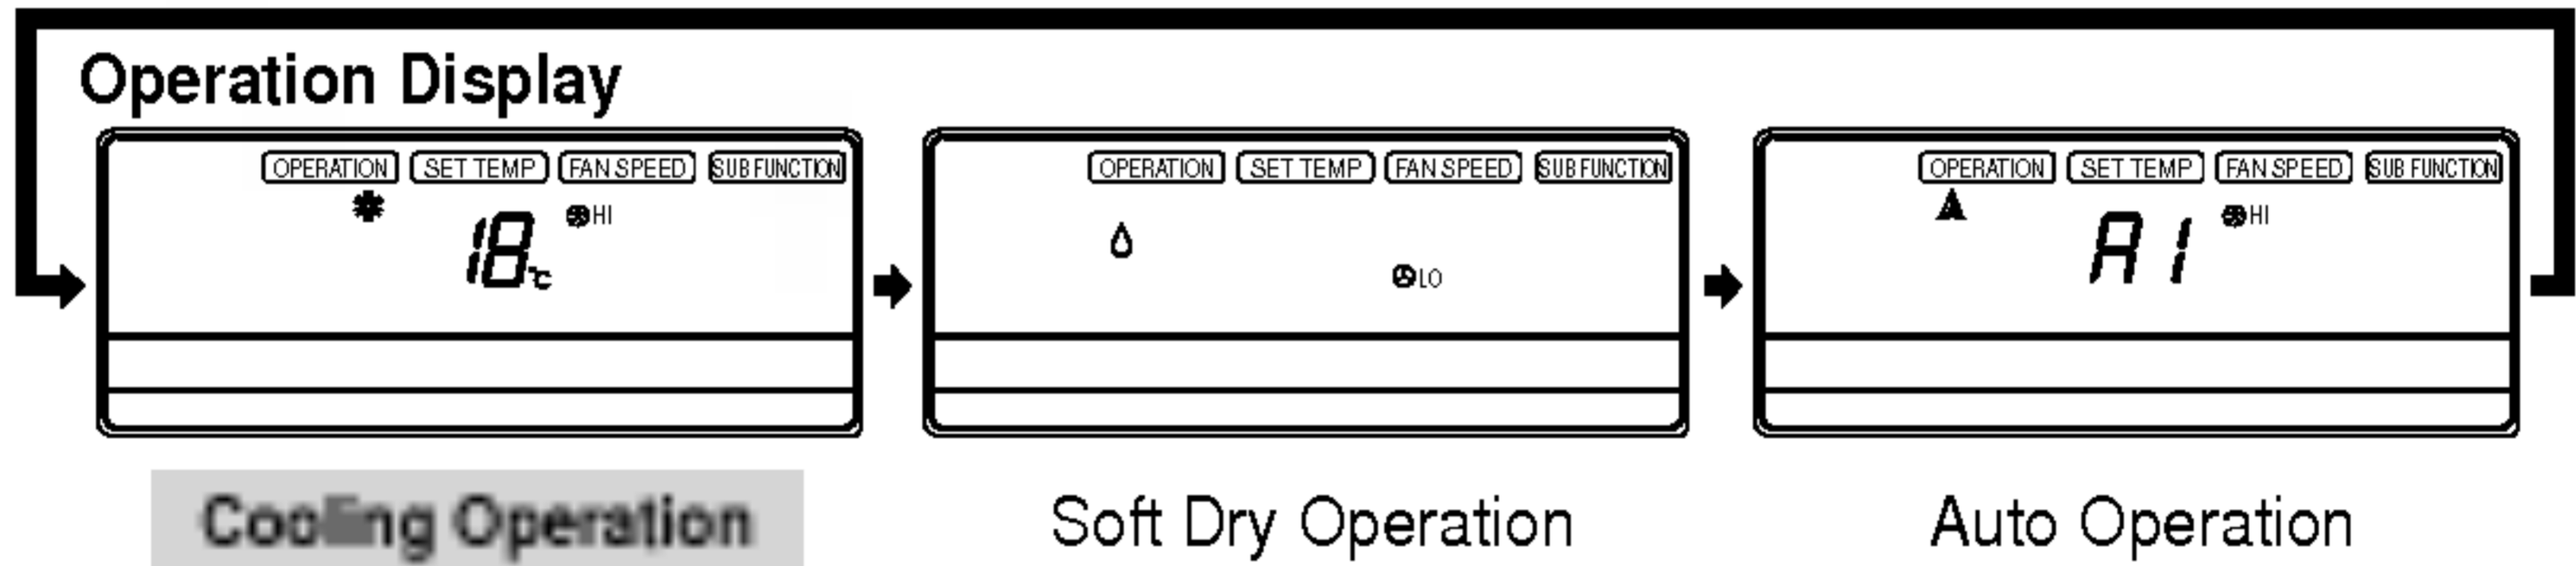 Operation Display
OPERATION SET TEMP FAN SPEED SUB FUNCTION
18°C HI
OPERATION SET TEMP FAN SPEED SUB FUNCTION
LO
OPERATION SET TEMP FAN SPEED SUB FUNCTION
A1 HI
Cooling Operation
Soft Dry Operation
Auto Operation